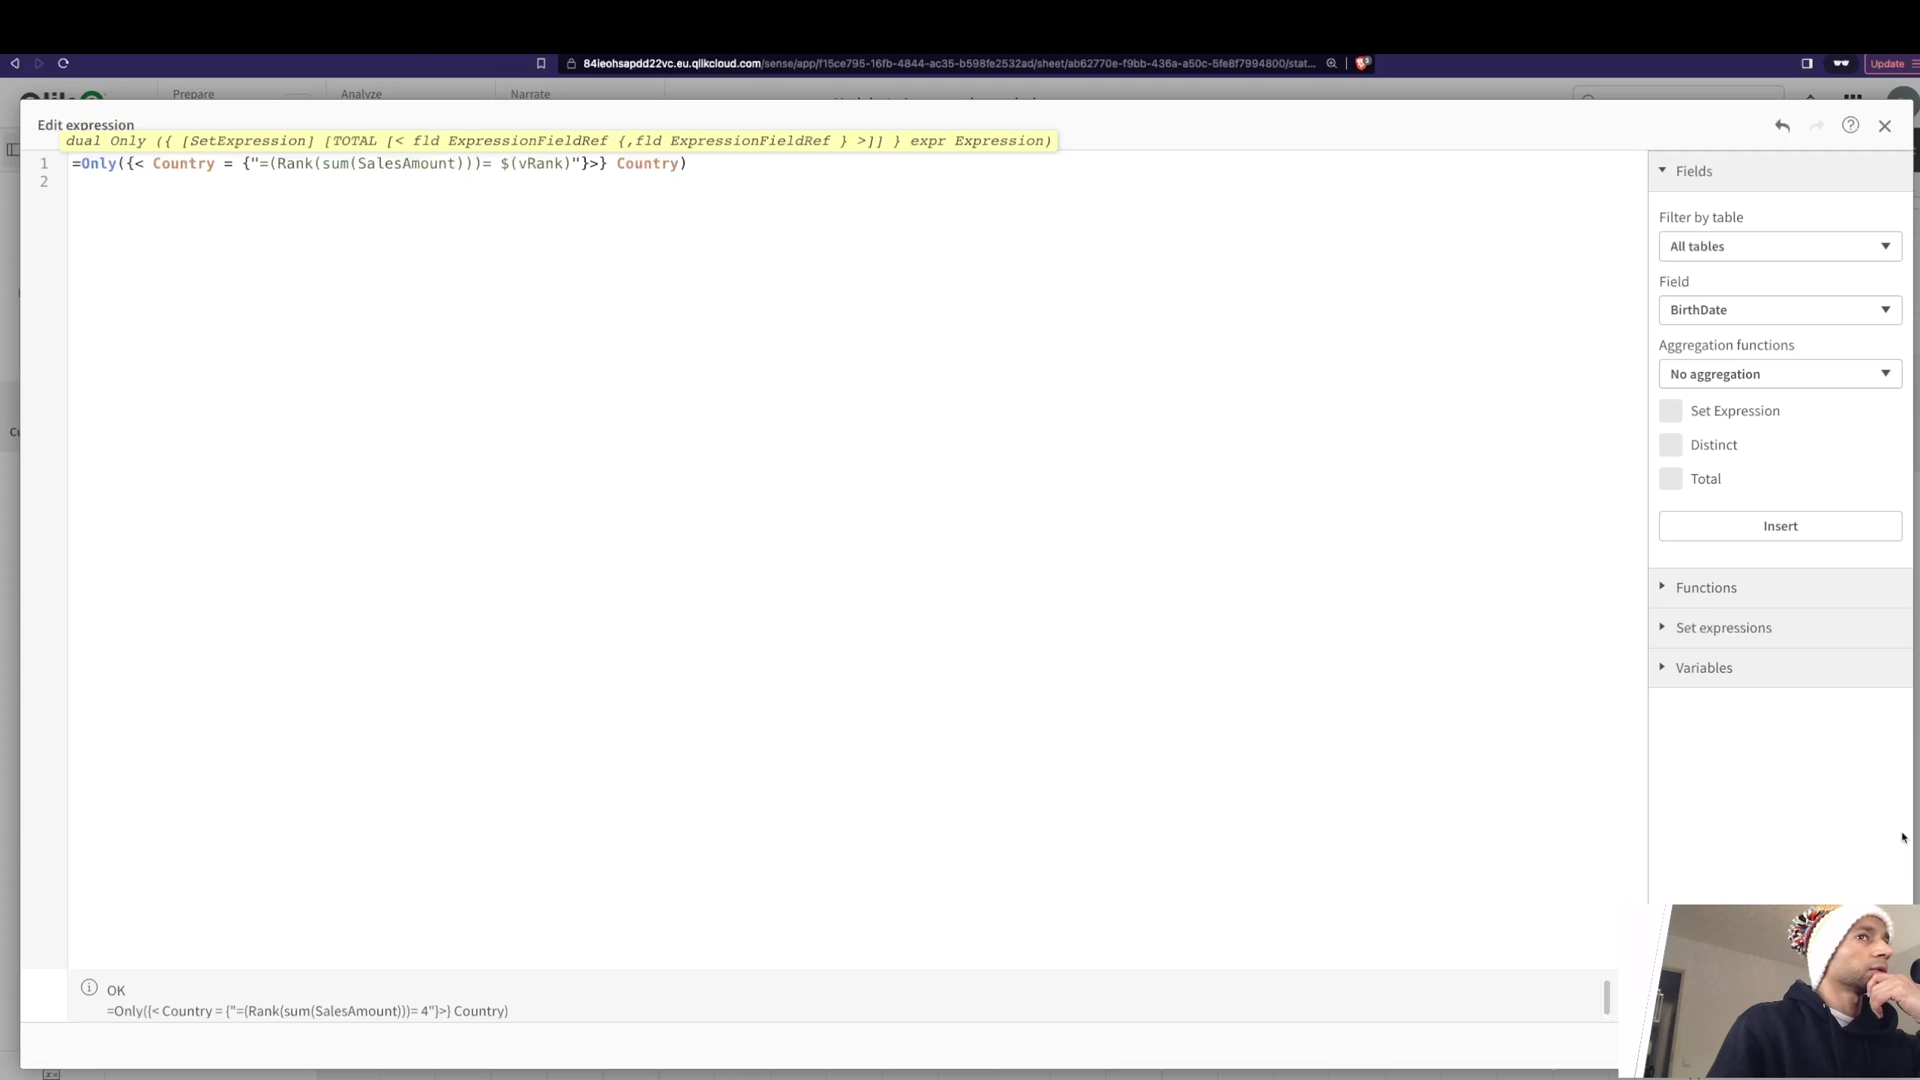 84ieohsapdd22vc.eu.qlikcloud.com/sense/app/f15ce795-16fb-4844-ac35-b598fe2532ad/sheet/ab62770e-f9bb-436a-a50c-5fe8f7994800/stat...
Update
Prepare
Analyze
Narrate
Edit expression
dual Only ({ [SetExpression] [TOTAL [< fld ExpressionFieldRef {,fld ExpressionFieldRef } >]] } expr Expression)
1 =Only({< Country = {"=(Rank(sum(SalesAmount)))= $(vRank)"}>} Country)
2
Fields
Filter by table
All tables
Field
BirthDate
Aggregation functions
No aggregation
Set Expression
Distinct
Total
Insert
Functions
Set expressions
Variables
OK
=Only({< Country = {"=(Rank(sum(SalesAmount)))= 4"}>} Country)